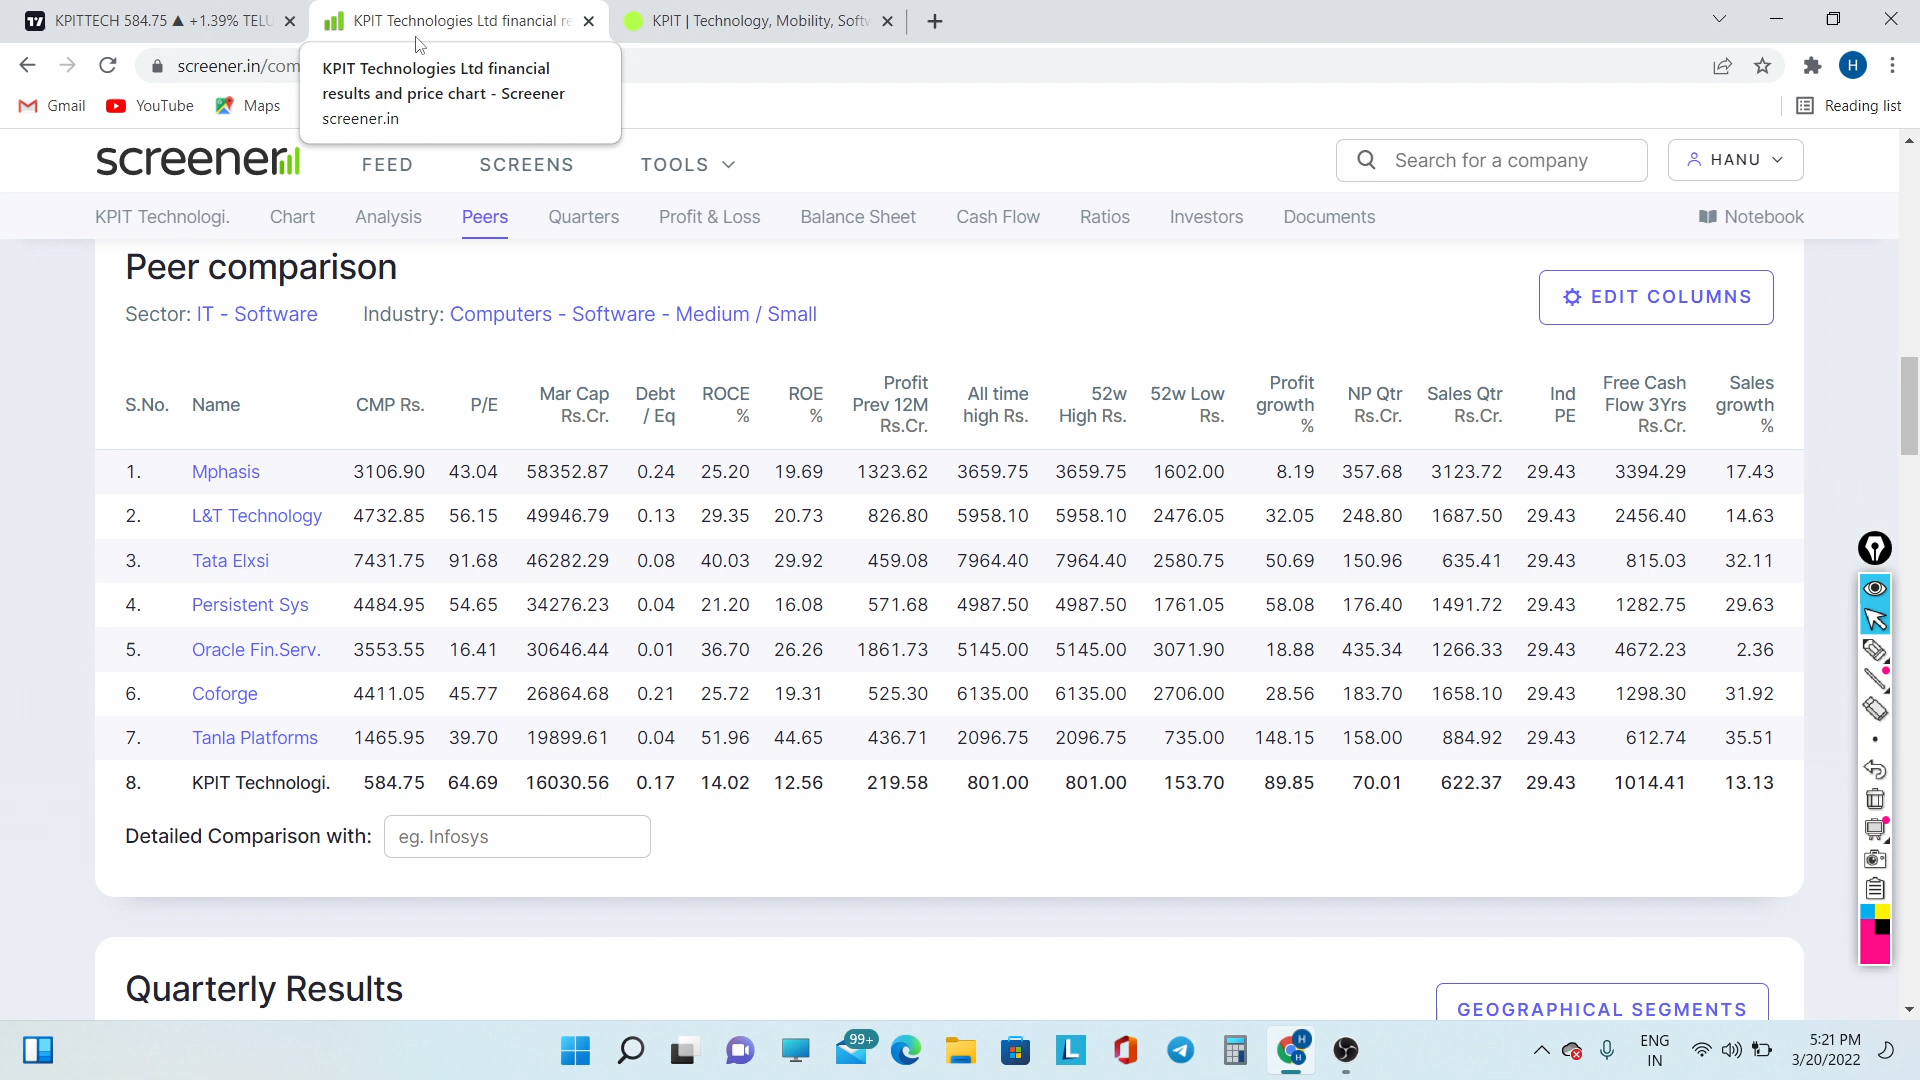 KPITTECH 584.75 ▲ +1.39% TELU
KPIT Technologies Ltd financial re
KPIT | Technology, Mobility, Softw
screener.in/com
KPIT Technologies Ltd financial
results and price chart - Screener
screener.in
Gmail YouTube Maps
Reading list
screener FEED SCREENS TOOLS Search for a company HANU
KPIT Technologi. Chart Analysis Peers Quarters Profit & Loss Balance Sheet Cash Flow Ratios Investors Documents Notebook
Peer comparison
Sector: IT - Software Industry: Computers - Software - Medium / Small
EDIT COLUMNS
S.No. Name CMP Rs. P/E Mar Cap Rs.Cr. Debt / Eq ROCE % ROE % Profit Prev 12M Rs.Cr. All time high Rs. 52w High Rs. 52w Low Rs. Profit growth % NP Qtr Rs.Cr. Sales Qtr Rs.Cr. Ind PE Free Cash Flow 3Yrs Rs.Cr. Sales growth %
1. Mphasis 3106.90 43.04 58352.87 0.24 25.20 19.69 1323.62 3659.75 3659.75 1602.00 8.19 357.68 3123.72 29.43 3394.29 17.43
2. L&T Technology 4732.85 56.15 49946.79 0.13 29.35 20.73 826.80 5958.10 5958.10 2476.05 32.05 248.80 1687.50 29.43 2456.40 14.63
3. Tata Elxsi 7431.75 91.68 46282.29 0.08 40.03 29.92 459.08 7964.40 7964.40 2580.75 50.69 150.96 635.41 29.43 815.03 32.11
4. Persistent Sys 4484.95 54.65 34276.23 0.04 21.20 16.08 571.68 4987.50 4987.50 1761.05 58.08 176.40 1491.72 29.43 1282.75 29.63
5. Oracle Fin.Serv. 3553.55 16.41 30646.44 0.01 36.70 26.26 1861.73 5145.00 5145.00 3071.90 18.88 435.34 1266.33 29.43 4672.23 2.36
6. Coforge 4411.05 45.77 26864.68 0.21 25.72 19.31 525.30 6135.00 6135.00 2706.00 28.56 183.70 1658.10 29.43 1298.30 31.92
7. Tanla Platforms 1465.95 39.70 19899.61 0.04 51.96 44.65 436.71 2096.75 2096.75 735.00 148.15 158.00 884.92 29.43 612.74 35.51
8. KPIT Technologi. 584.75 64.69 16030.56 0.17 14.02 12.56 219.58 801.00 801.00 153.70 89.85 70.01 622.37 29.43 1014.41 13.13
Detailed Comparison with: eg. Infosys
Quarterly Results
GEOGRAPHICAL SEGMENTS
99+
ENG
IN
5:21 PM
3/20/2022